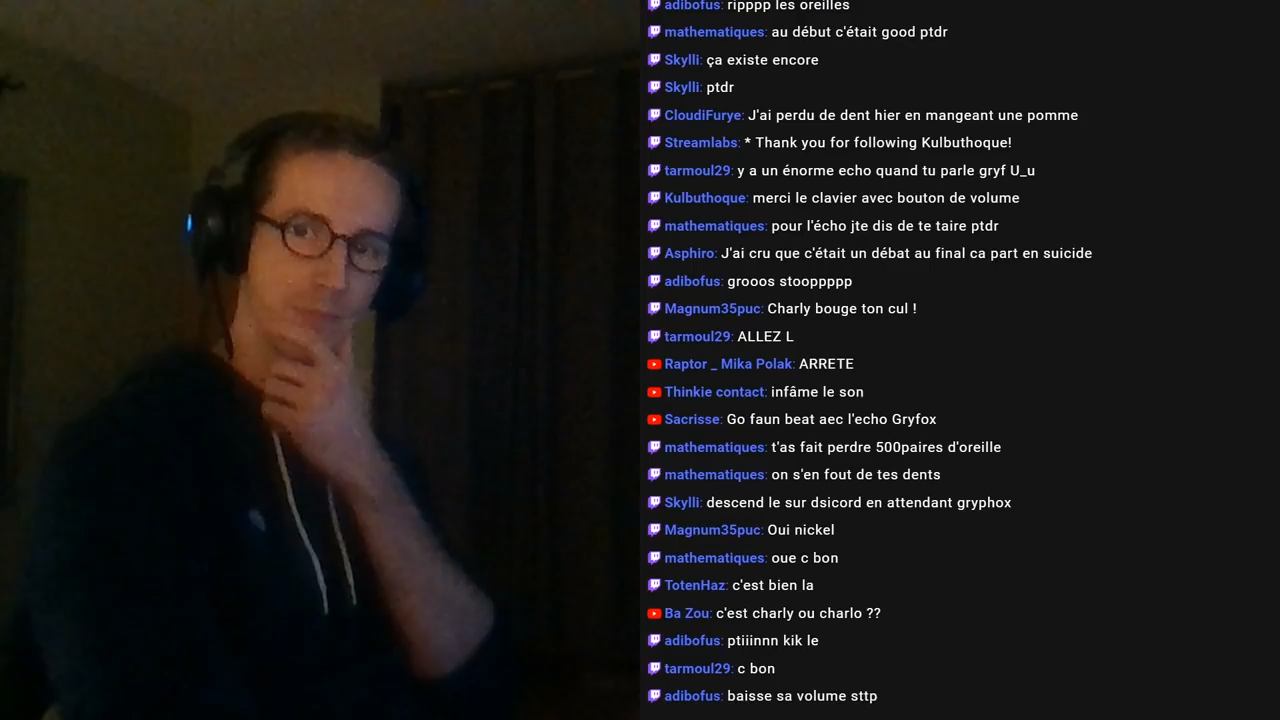 adibofus: ripppp les oreilles
mathematiques: au début c'était good ptdr
Skylli: ça existe encore
Skylli: ptdr
CloudiFurye: J'ai perdu de dent hier en mangeant une pomme
Streamlabs: * Thank you for following Kulbuthoque!
tarmoul29: y a un énorme echo quand tu parle gryf U_u
Kulbuthoque: merci le clavier avec bouton de volume
mathematiques: pour l'écho jte dis de te taire ptdr
Asphiro: J'ai cru que c'était un débat au final ca part en suicide
adibofus: grooos stooppppp
Magnum35puc: Charly bouge ton cul !
tarmoul29: ALLEZ L
Raptor _ Mika Polak: ARRETE
Thinkie contact: infâme le son
Sacrisse: Go faun beat aec l'echo Gryfox
mathematiques: t'as fait perdre 500paires d'oreille
mathematiques: on s'en fout de tes dents
Skylli: descend le sur dsicord en attendant gryphox
Magnum35puc: Oui nickel
mathematiques: oue c bon
TotenHaz: c'est bien la
Ba Zou: c'est charly ou charlo ??
adibofus: ptiiinnn kik le
tarmoul29: c bon
adibofus: baisse sa volume sttp